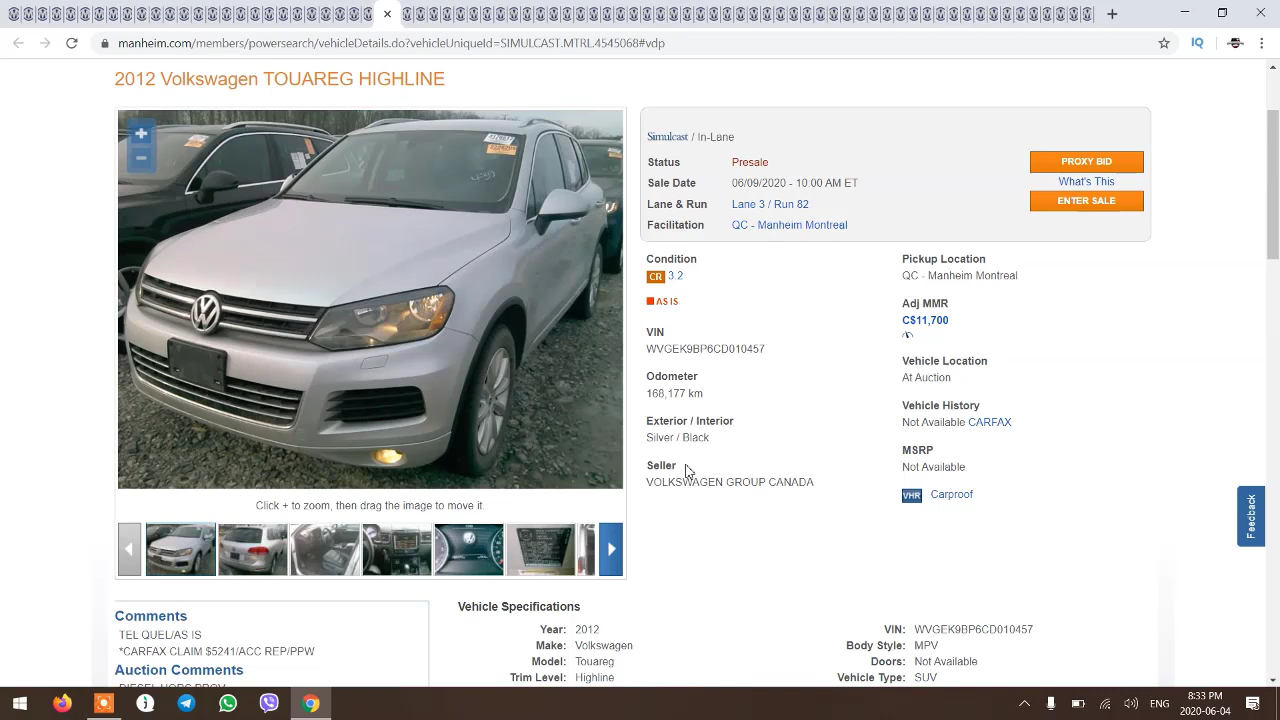 manheim.com/members/powersearch/vehicleDetails.do?vehicleUniqueId=SIMULCAST.MTRL.4545068#vdp
IQ
2012 Volkswagen TOUAREG HIGHLINE
Simulcast / In-Lane
Status Presale
PROXY BID
What's This
Sale Date 06/09/2020 - 10:00 AM ET
ENTER SALE
Lane & Run Lane 3 / Run 82
Facilitation QC - Manheim Montreal
Condition
CR 3.2
AS IS
VIN
WVGEK9BP6CD010457
Odometer
168,177 km
Exterior / Interior
Silver / Black
Seller
VOLKSWAGEN GROUP CANADA
Pickup Location
QC - Manheim Montreal
Adj MMR
C$11,700
Vehicle Location
At Auction
Vehicle History
Not Available CARFAX
MSRP
Not Available
VHR Carproof
Feedback
Click + to zoom, then drag the image to move it.
Comments
TEL QUEL/AS IS
*CARFAX CLAIM $5241/ACC REP/PPW
Auction Comments
Vehicle Specifications
Year: 2012
Make: Volkswagen
Model: Touareg
Trim Level: Highline
VIN: WVGEK9BP6CD010457
Body Style: MPV
Doors: Not Available
Vehicle Type: SUV
ENG
8:33 PM
2020-06-04